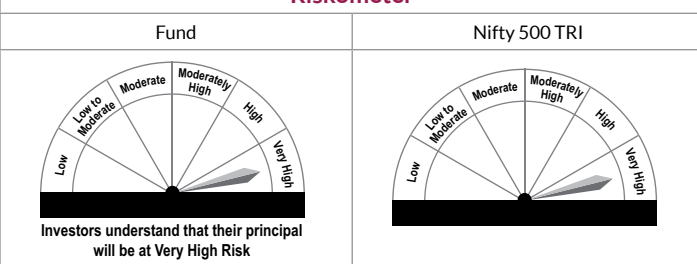 Riskometer
Fund
Nifty 500 TRI
Low
Low to
Moderate
Moderate
Moderately
High
High
Very High
Investors understand that their principal
will be at Very High Risk
Low
Low to
Moderate
Moderate
Moderately
High
High
Very High